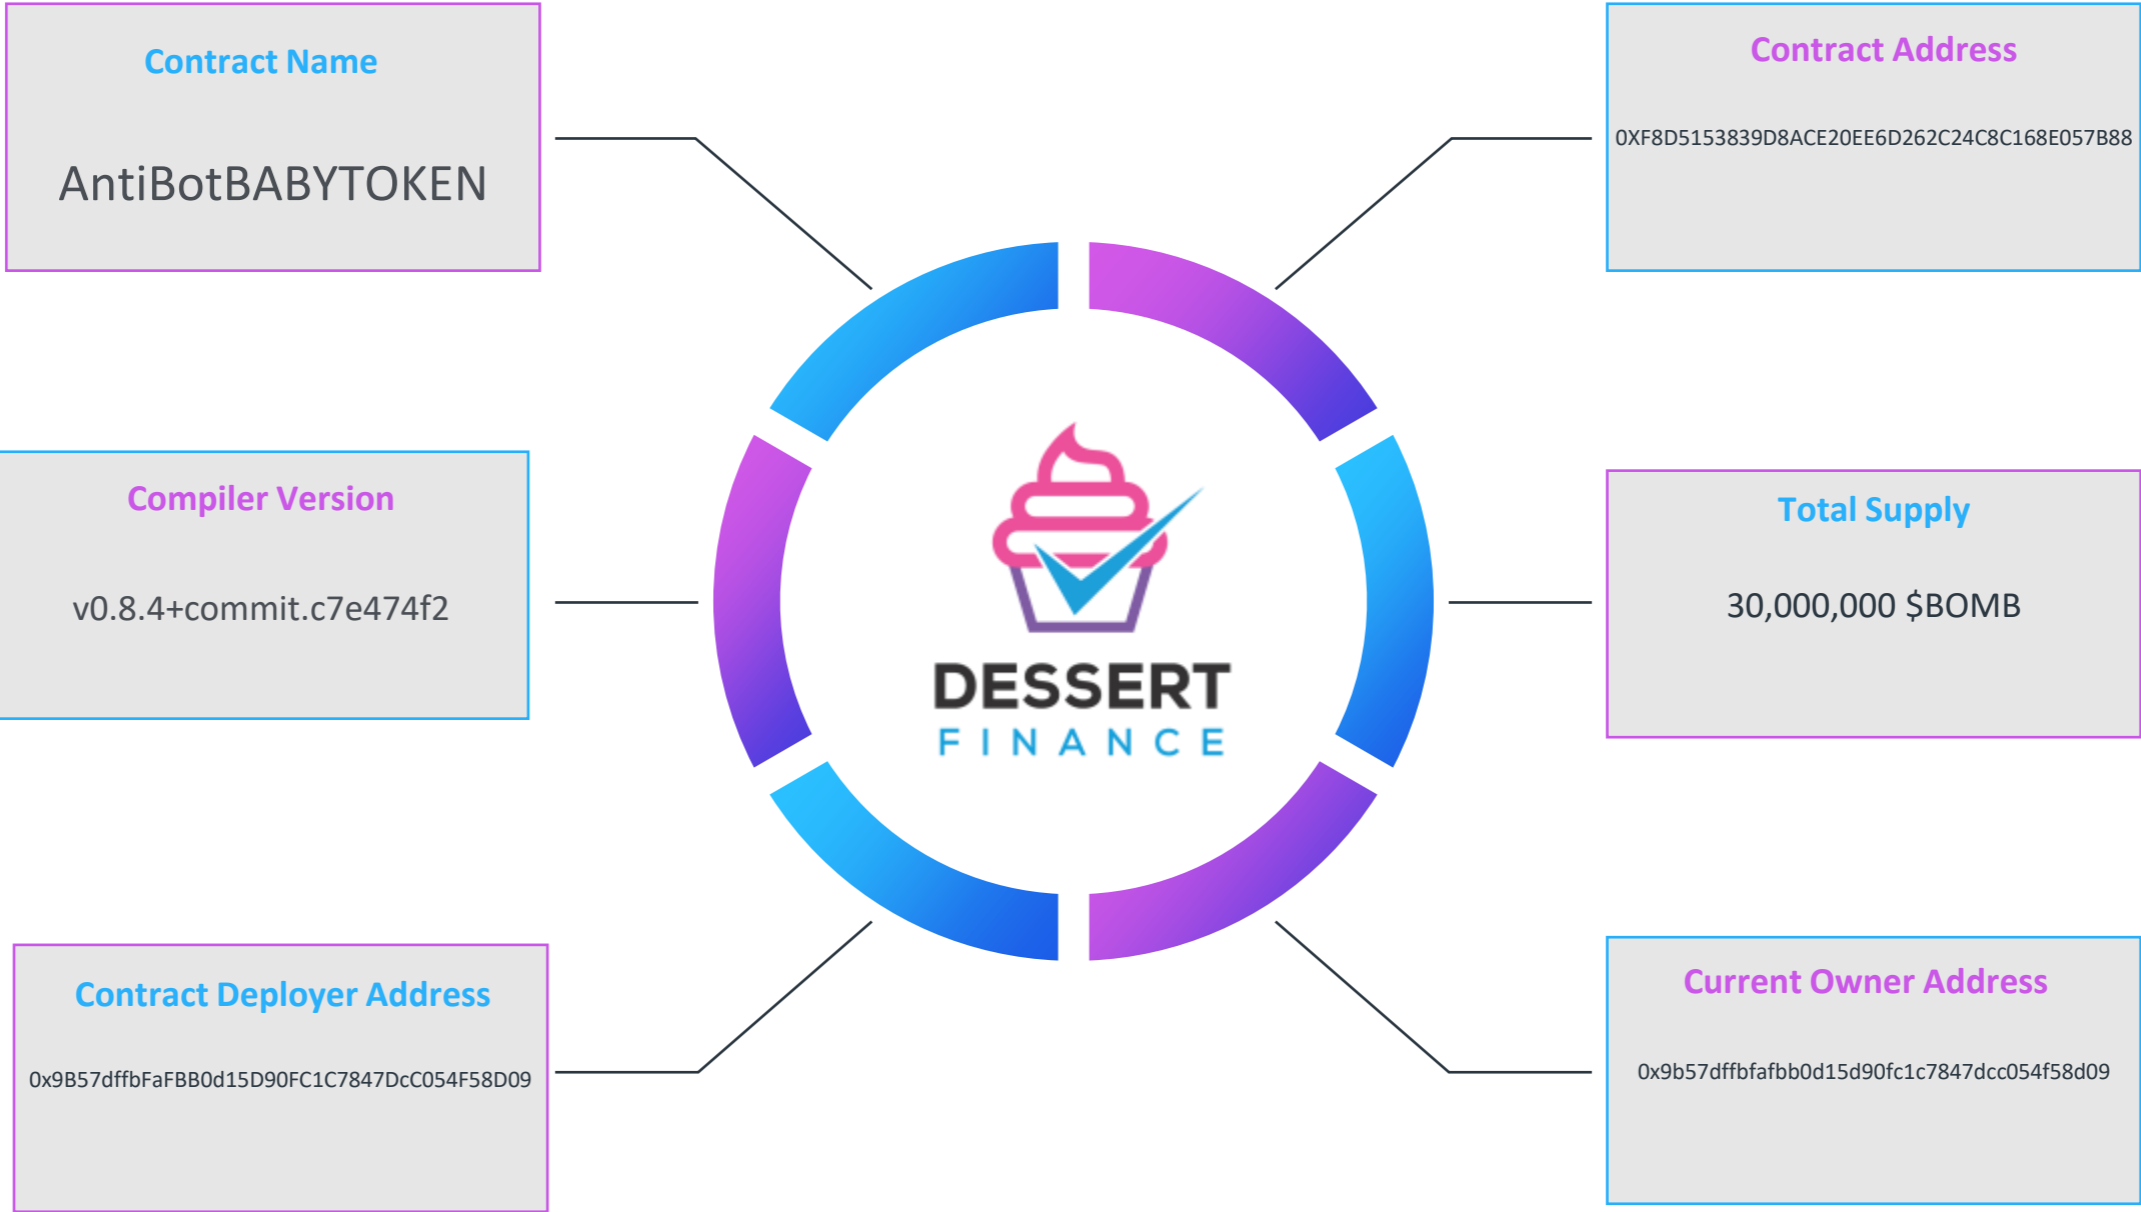 Contract Name
AntiBotBABYTOKEN
Contract Address
0XF8D5153839D8ACE20EE6D262C24C8C168E057B88
Compiler Version
v0.8.4+commit.c7e474f2
Total Supply
30,000,000 $BOMB
DESSERT
FINANCE
Contract Deployer Address
0x9B57dffbFaFBB0d15D90FC1C7847DcC054F58D09
Current Owner Address
0x9b57dffbfafbb0d15d90fc1c7847dcc054f58d09